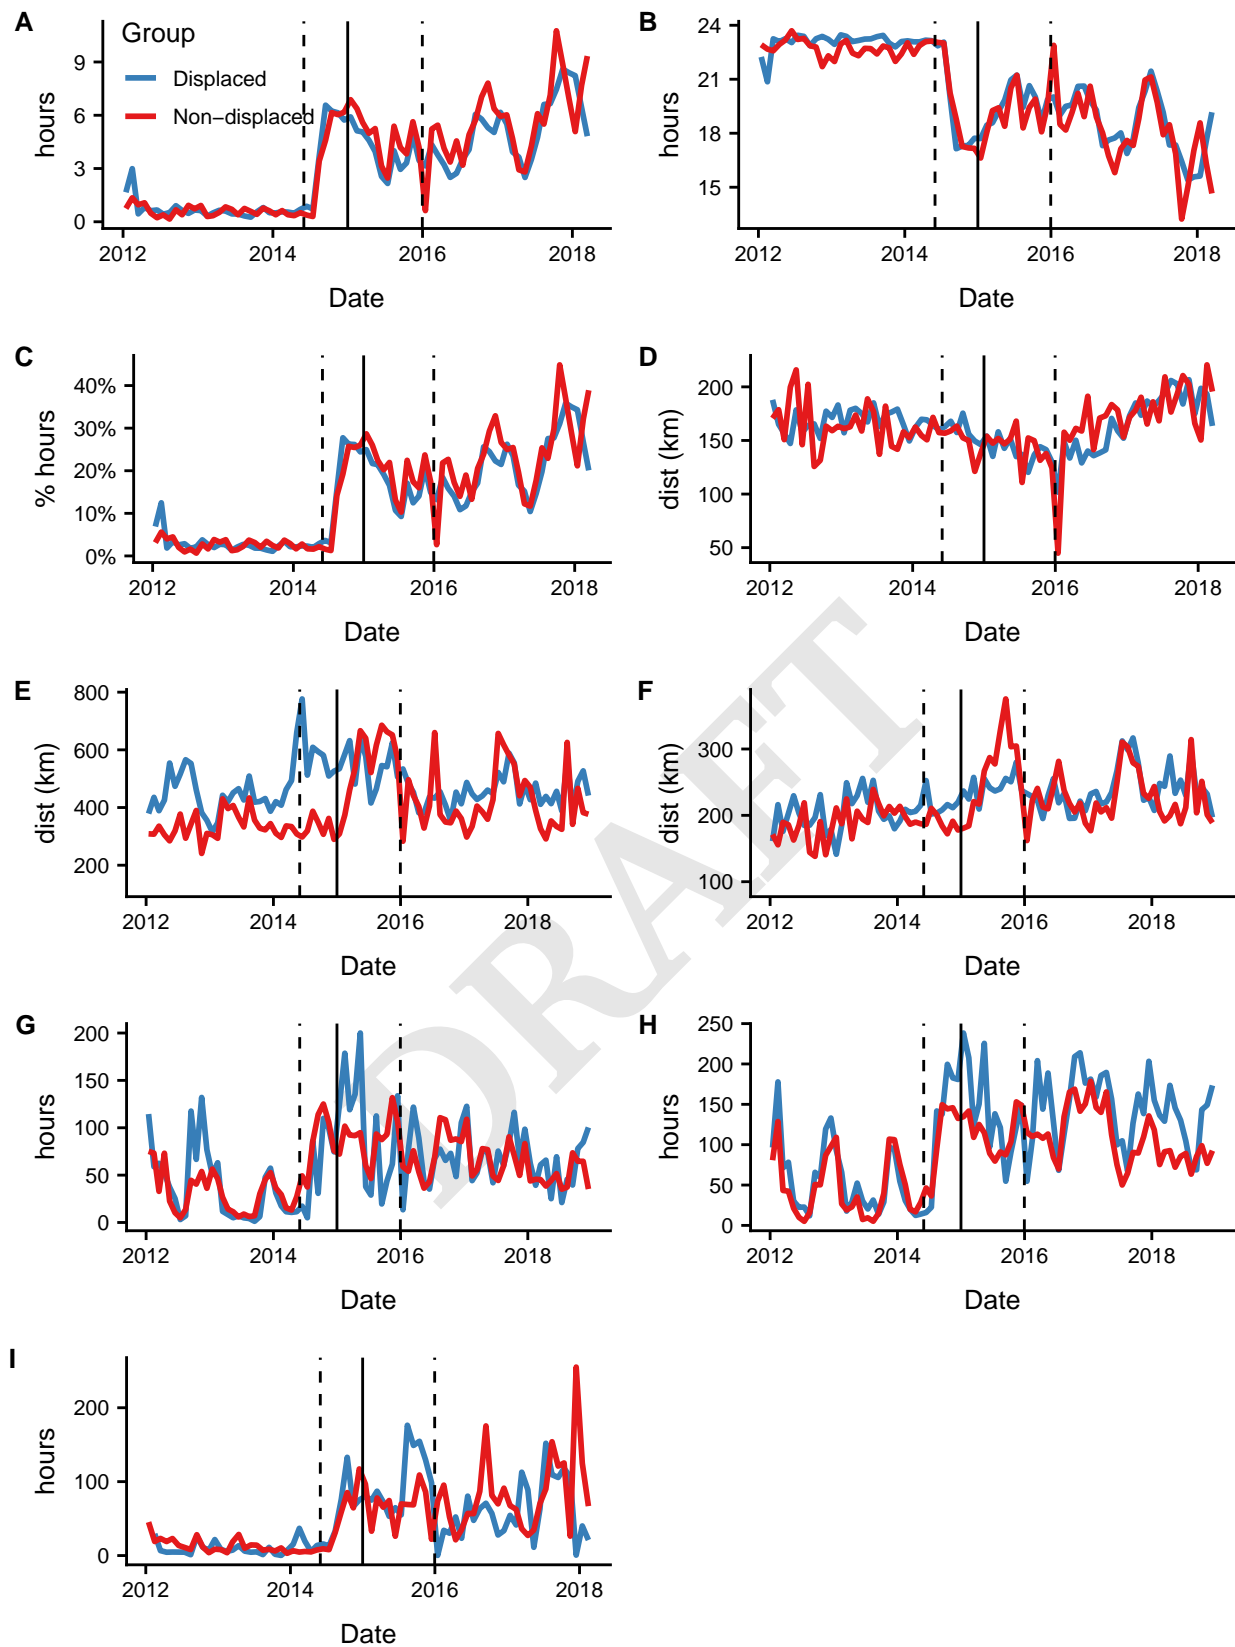 A
Group
Displaced
Non−displaced
hours
9
6
3
0
2012 2014 2016 2018
Date
B
hours
24
21
18
15
2012 2014 2016 2018
Date
C
% hours
40%
30%
20%
10%
0%
2012 2014 2016 2018
Date
D
dist (km)
200
150
100
50
2012 2014 2016 2018
Date
E
dist (km)
800
600
400
200
2012 2014 2016 2018
Date
F
dist (km)
300
200
100
2012 2014 2016 2018
Date
G
hours
200
150
100
50
0
2012 2014 2016 2018
Date
H
hours
250
200
150
100
50
0
2012 2014 2016 2018
Date
I
hours
200
100
0
2012 2014 2016 2018
Date
DRAFT